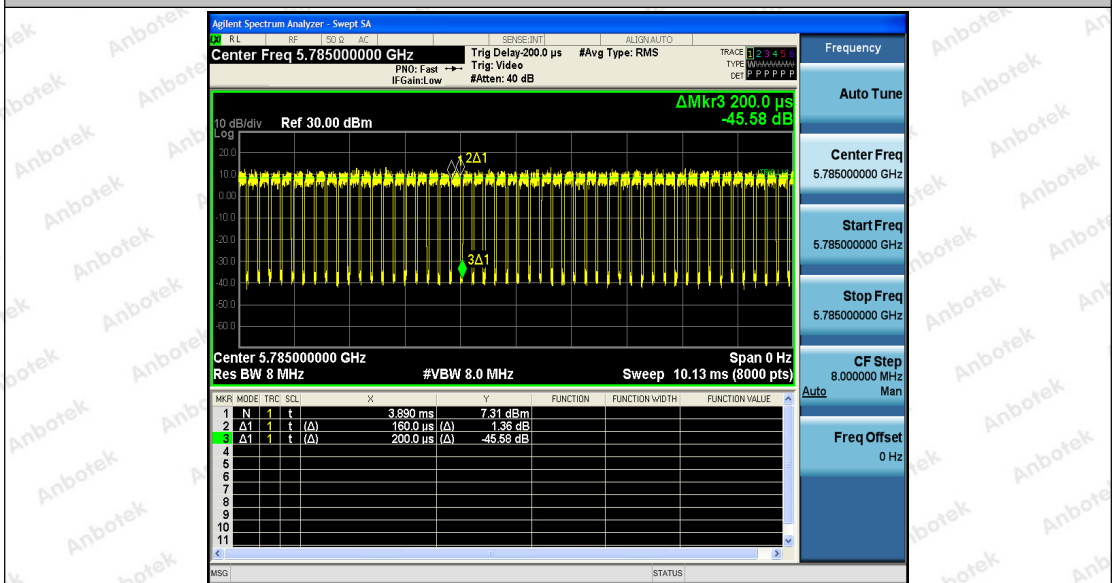 Agilent Spectrum Analyzer - Swept SA
RL RF 50 Ω AC SENSE:INT ALIGNAUTO
Center Freq 5.785000000 GHz
PNO: Fast
IFGain:Low
Trig Delay-200.0 µs
Trig: Video
#Atten: 40 dB
#Avg Type: RMS
TRACE 1 2 3 4 5 6
TYPE
DET P P P P P P
ΔMkr3 200.0 µs
-45.58 dB
10 dB/div Ref 30.00 dBm
Log
20.0
10.0
0.00
-10.0
-20.0
-30.0
-40.0
-50.0
-60.0
2Δ1
3Δ1
Center 5.785000000 GHz Span 0 Hz
Res BW 8 MHz #VBW 8.0 MHz Sweep 10.13 ms (8000 pts)
MKR MODE TRC SCL X Y FUNCTION FUNCTION WIDTH FUNCTION VALUE
1 N 1 t 3.890 ms 7.31 dBm
2 Δ1 1 t (Δ) 160.0 µs (Δ) 1.36 dB
3 Δ1 1 t (Δ) 200.0 µs (Δ) -45.58 dB
4
5
6
7
8
9
10
11
MSG STATUS
Frequency
Auto Tune
Center Freq
5.785000000 GHz
Start Freq
5.785000000 GHz
Stop Freq
5.785000000 GHz
CF Step
8.000000 MHz
Auto Man
Freq Offset
0 Hz
Anbotek